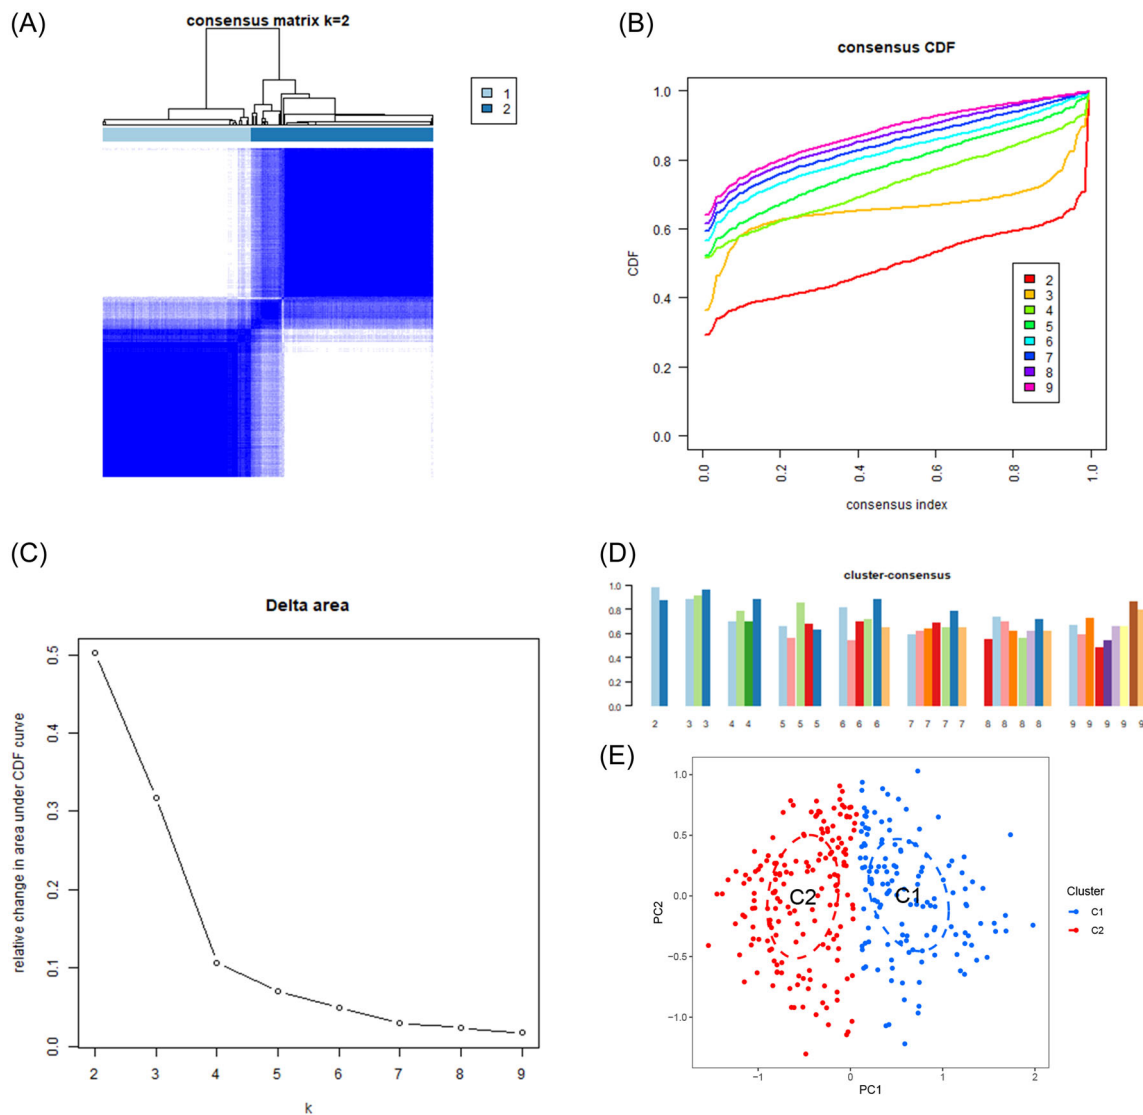 (A)
consensus matrix k=2
1
2
(B)
consensus CDF
1.0
0.8
0.6
0.4
0.2
0.0
CDF
2
3
4
5
6
7
8
9
0.0 0.2 0.4 0.6 0.8 1.0
consensus index
(C)
Delta area
0.5
0.4
0.3
0.2
0.1
0.0
relative change in area under CDF curve
2 3 4 5 6 7 8 9
k
(D)
cluster-consensus
1.0
0.8
0.6
0.4
0.2
0.0
2 3 3 4 4 5 5 5 6 6 6 7 7 7 7 8 8 8 8 9 9 9 9 9
(E)
1.0
0.5
0.0
−0.5
−1.0
PC2
C2 C1
−1 0 1 2
PC1
Cluster
C1
C2